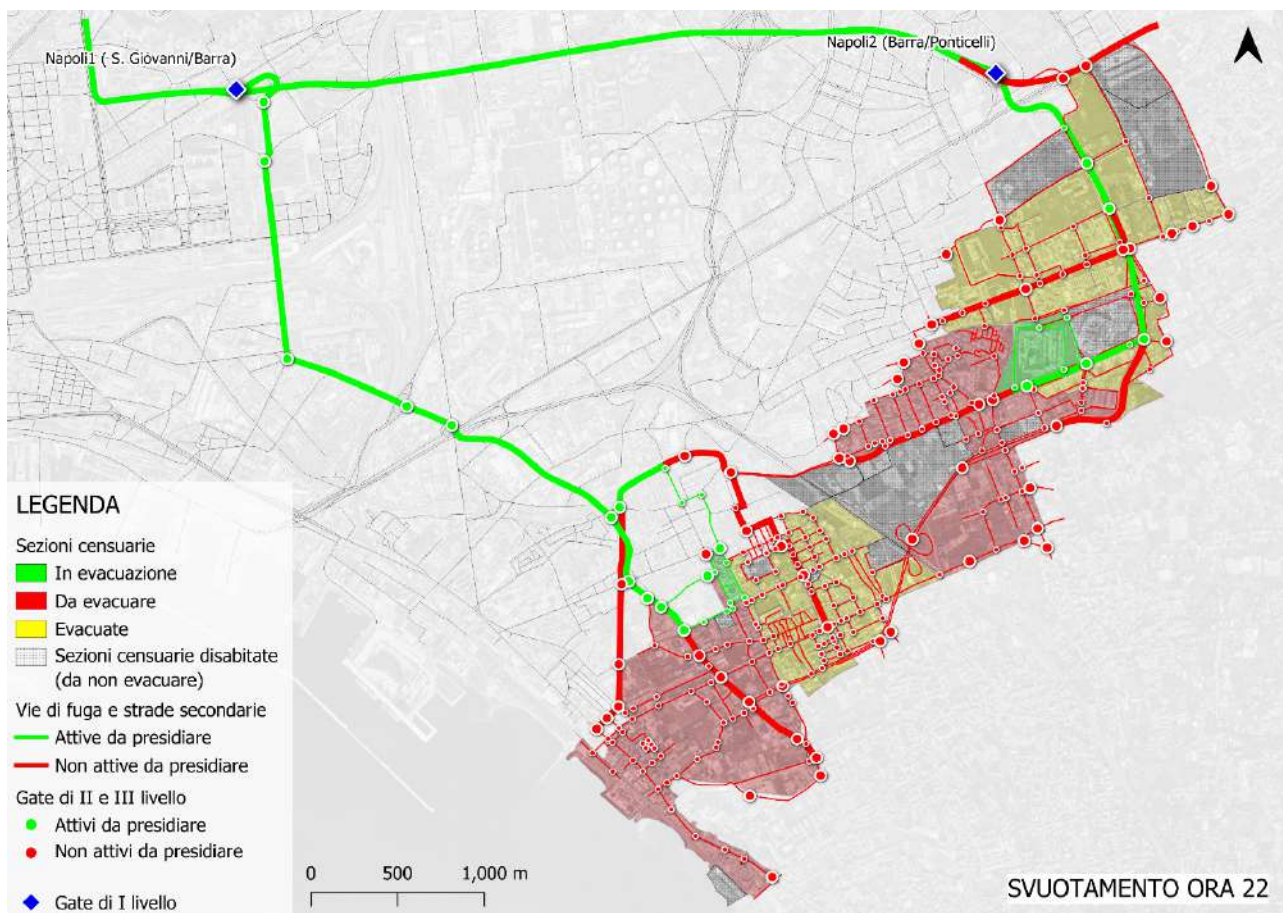 Napoli1 ( S. Giovanni/Barra)
Napoli2 (Barra/Ponticelli)
LEGENDA
Sezioni censuarie
In evacuazione
Da evacuare
Evacuate
Sezioni censuarie disabitate
(da non evacuare)
Vie di fuga e strade secondarie
Attive da presidiare
Non attive da presidiare
Gate di II e III livello
Attivi da presidiare
Non attivi da presidiare
Gate di I livello
0 500 1,000 m
SVUOTAMENTO ORA 22